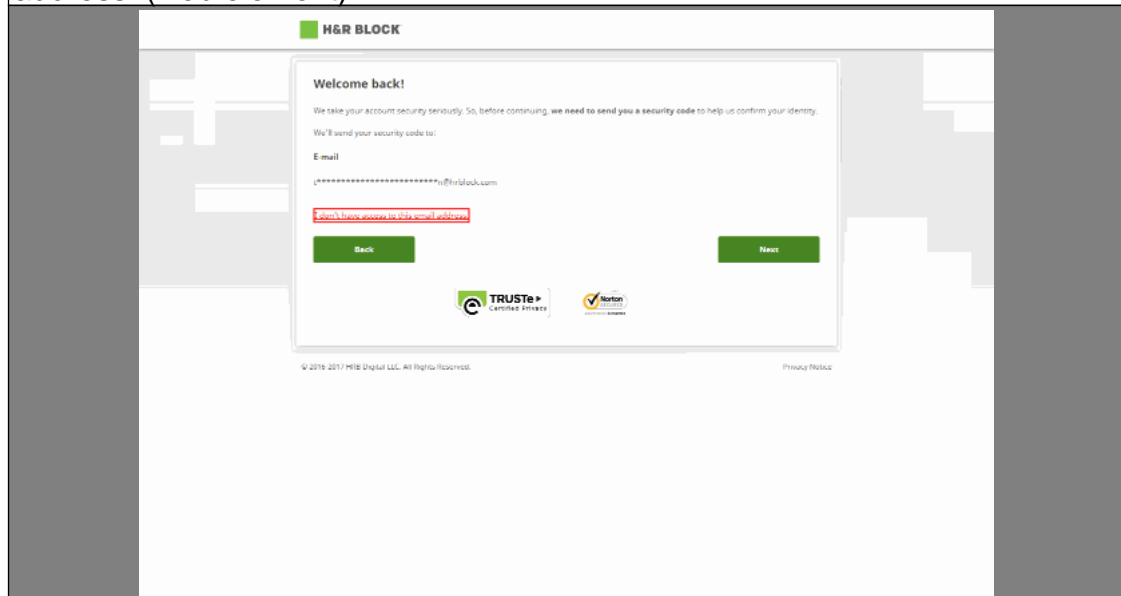 H&R BLOCK
Welcome back!
We take your account security seriously. So, before continuing, we need to send you a security code to help us confirm your identity.
We'll send your security code to:
E-mail
n@hrblock.com
I don't have access to this email address.
Back
Next
TRUSTe
Certified Privacy
Norton
SECURED
© 2016-2017 HRB Digital LLC. All Rights Reserved.
Privacy Notice